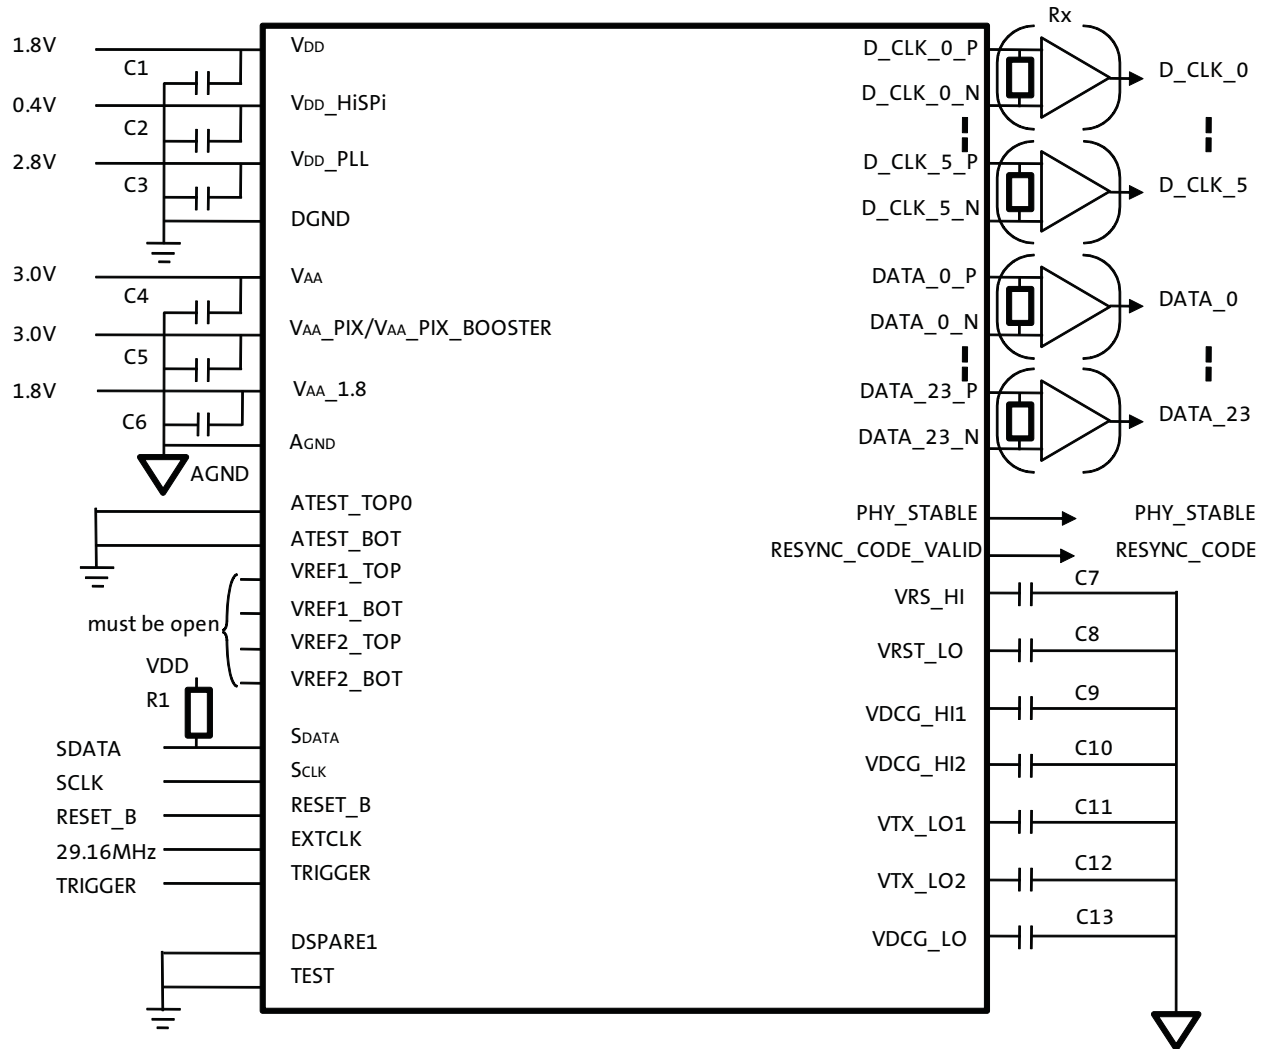 Rx
1.8V
C1
VDD
D_CLK_0_P
D_CLK_0
D_CLK_0_N
0.4V
C2
VDD_HiSPi
2.8V
C3
VDD_PLL
D_CLK_5_P
D_CLK_5
D_CLK_5_N
DGND
3.0V
C4
VAA
DATA_0_P
DATA_0
DATA_0_N
3.0V
C5
VAA_PIX/VAA_PIX_BOOSTER
1.8V
C6
VAA_1.8
DATA_23_P
DATA_23
DATA_23_N
AGND
AGND
ATEST_TOP0
PHY_STABLE
PHY_STABLE
ATEST_BOT
RESYNC_CODE_VALID
RESYNC_CODE
must be open
VREF1_TOP
VREF1_BOT
VREF2_TOP
VREF2_BOT
VRS_HI
C7
VRST_LO
C8
VDD
R1
VDCG_HI1
C9
SDATA
SDATA
VDCG_HI2
C10
SCLK
SCLK
RESET_B
RESET_B
VTX_LO1
C11
29.16MHz
EXTCLK
TRIGGER
TRIGGER
VTX_LO2
C12
DSPARE1
VDCG_LO
C13
TEST